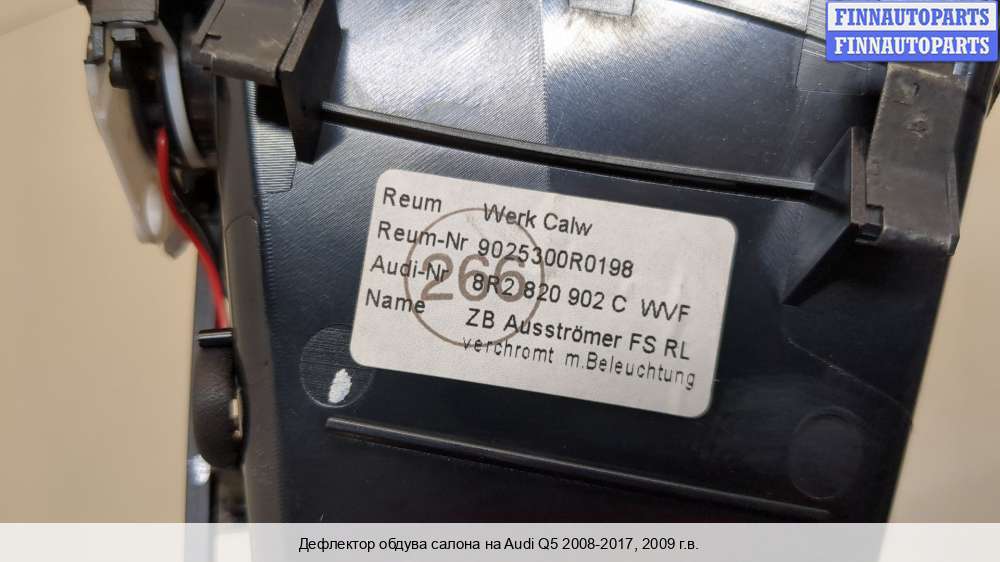 FINNAUTOPARTS
FINNAUTOPARTS
Reum Werk Calw
Reum-Nr 9025300R0198
Audi-Nr 8R2 820 902 C WVF
Name ZB Ausströmer FS RL
verchromt m.Beleuchtung
266
Дефлектор обдува салона на Audi Q5 2008-2017, 2009 г.в.